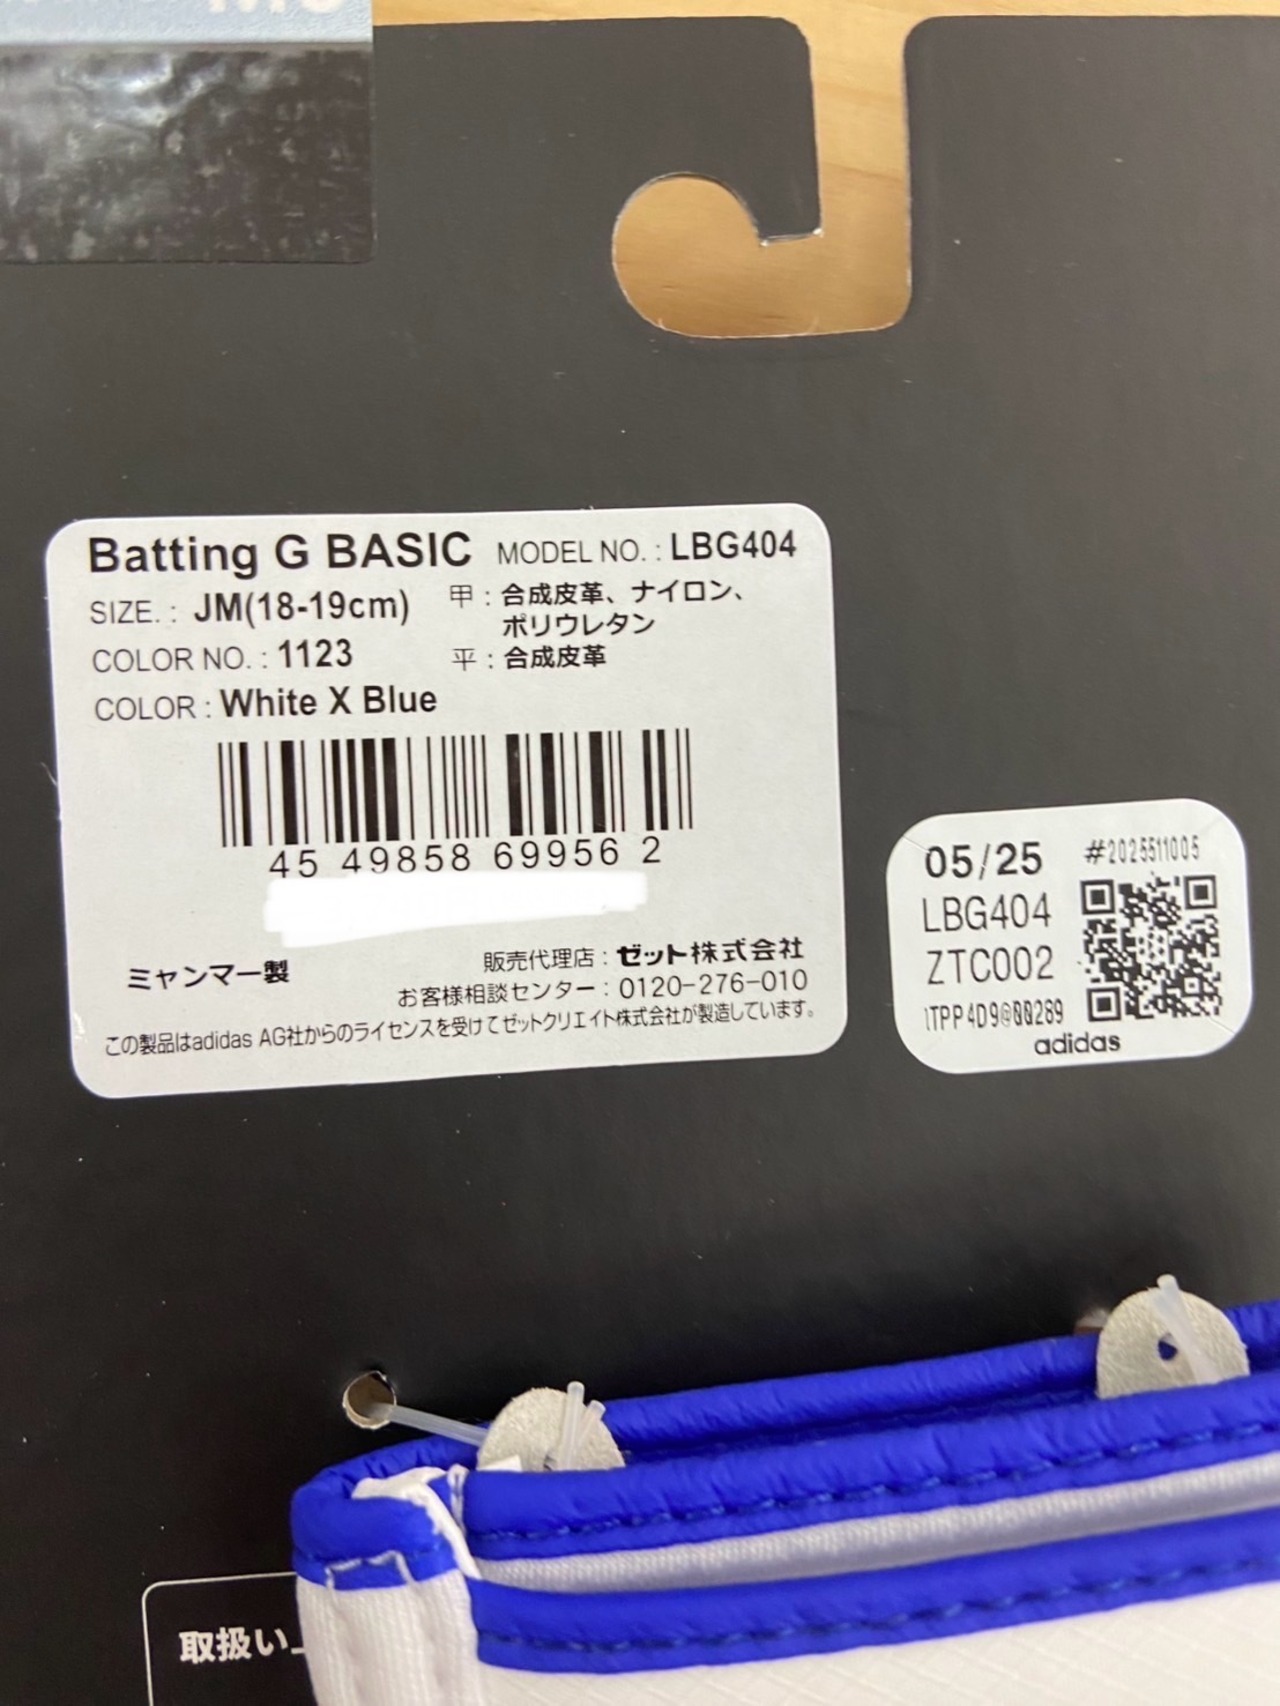 Batting G BASIC MODEL NO. : LBG404
SIZE. : JM(18-19cm) 甲 : 合成皮革、ナイロン、
ポリウレタン
COLOR NO. : 1123 平 : 合成皮革
COLOR : White X Blue
45 49858 69956 2
ミャンマー製
販売代理店 : ゼット株式会社
お客様相談センター : 0120-276-010
この製品はadidas AG社からのライセンスを受けてゼットクリエイト株式会社が製造しています。
05/25 #2025511005
LBG404
ZTC002
1TPP4D9@00289
adidas
取扱い